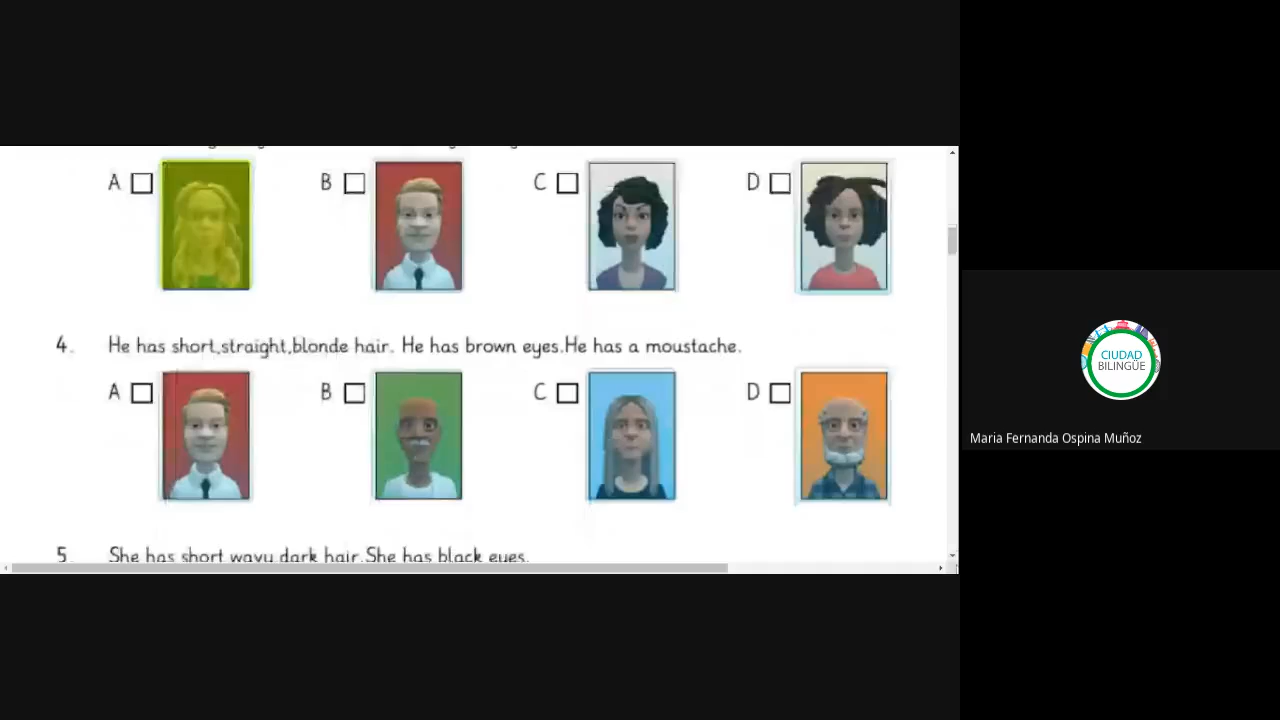 A B C D
4. He has short,straight,blonde hair. He has brown eyes.He has a moustache.
A B C D
5. She has short wavy dark hair.She has black eyes.
CIUDAD
BILINGÜE
Maria Fernanda Ospina Muñoz